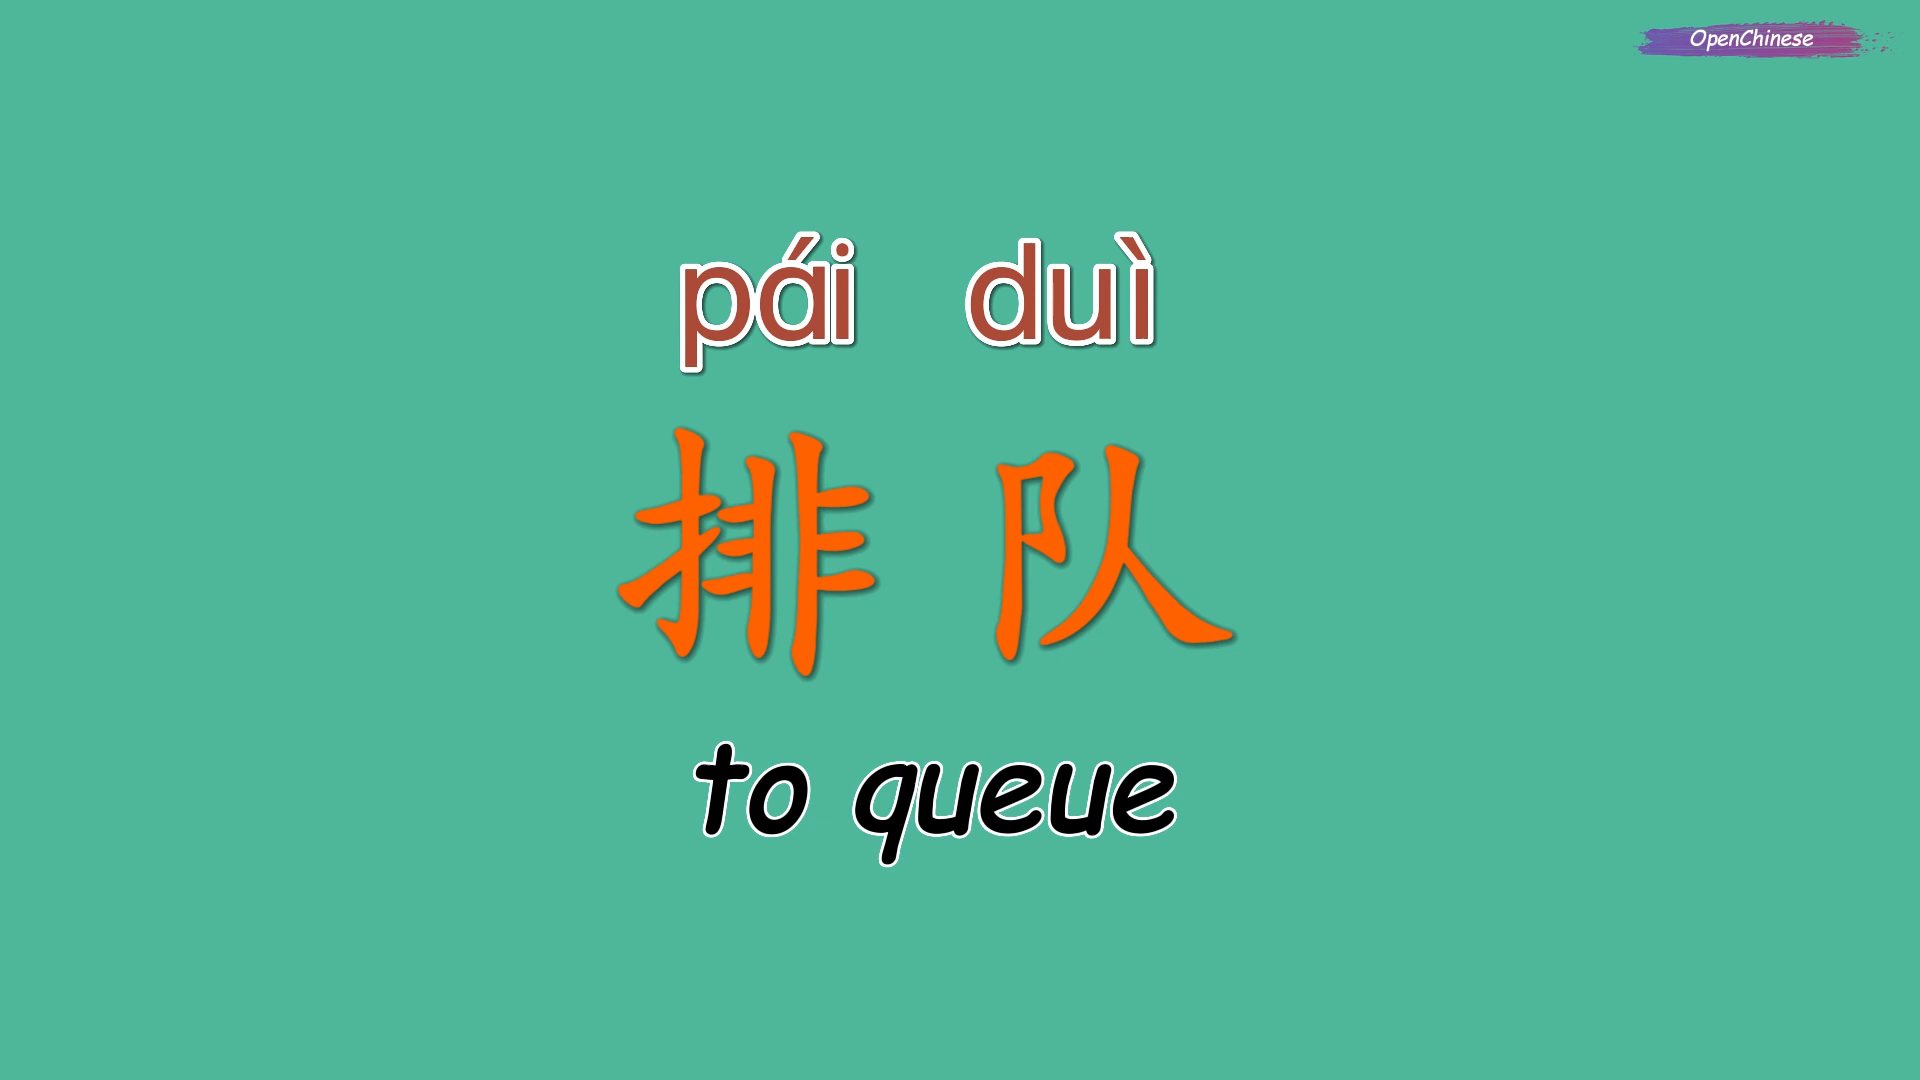 OpenChinese
pái duì
排队
to queue